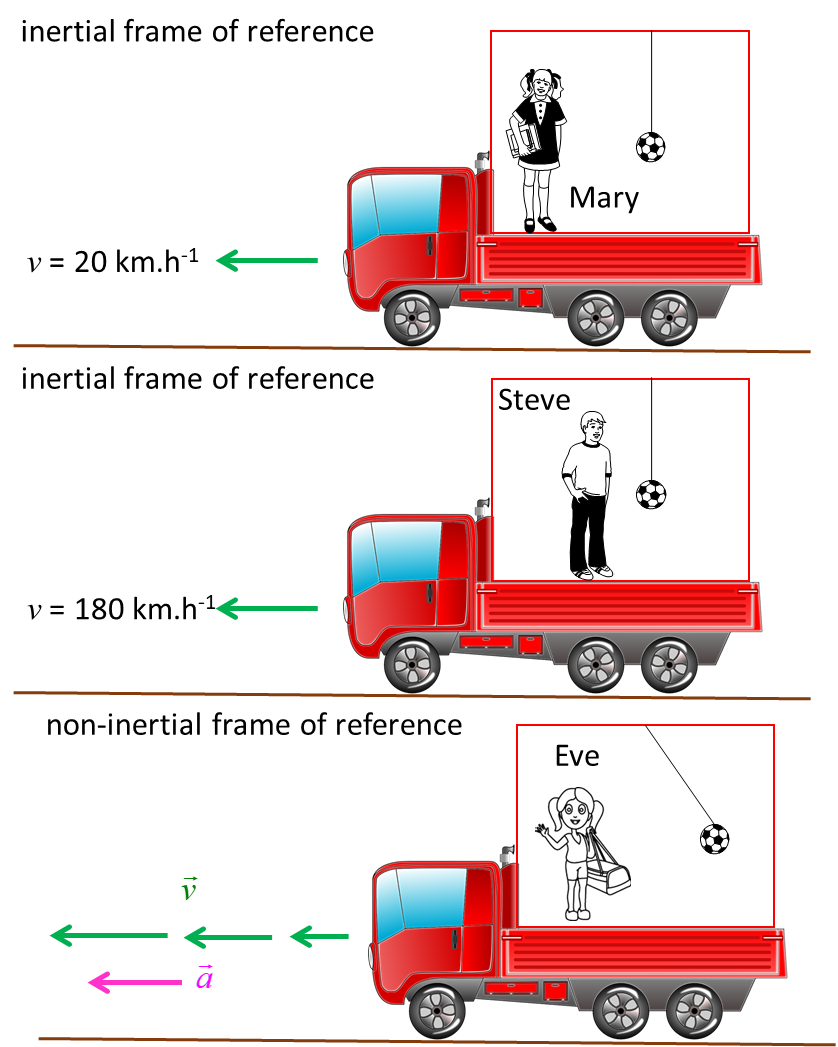 inertial frame of reference
Mary
v = 20 km.h⁻¹
inertial frame of reference
Steve
v = 180 km.h⁻¹
non-inertial frame of reference
Eve
v⃗
a⃗